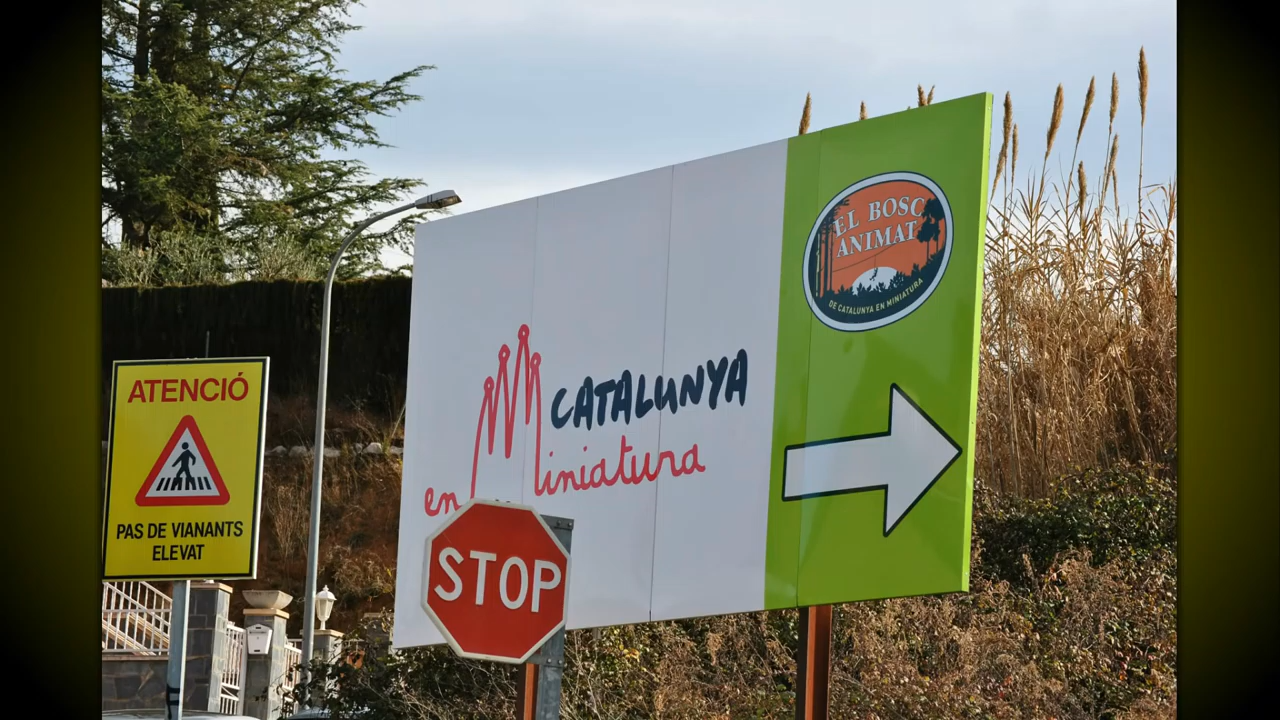 ATENCIÓ
PAS DE VIANANTS
ELEVAT
CATALUNYA
en Miniatura
STOP
EL BOSC
ANIMAT
DE CATALUNYA EN MINIATURA